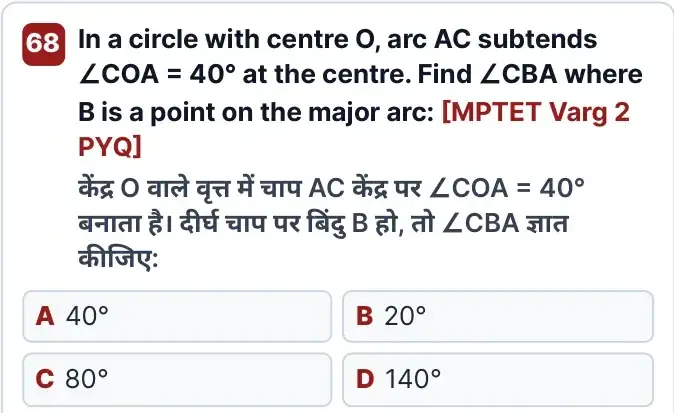 68 In a circle with centre O, arc AC subtends
∠COA = 40° at the centre. Find ∠CBA where
B is a point on the major arc: [MPTET Varg 2
PYQ]
केंद्र O वाले वृत्त में चाप AC केंद्र पर ∠COA = 40°
बनाता है। दीर्घ चाप पर बिंदु B हो, तो ∠CBA ज्ञात
कीजिए:
A 40°
B 20°
C 80°
D 140°